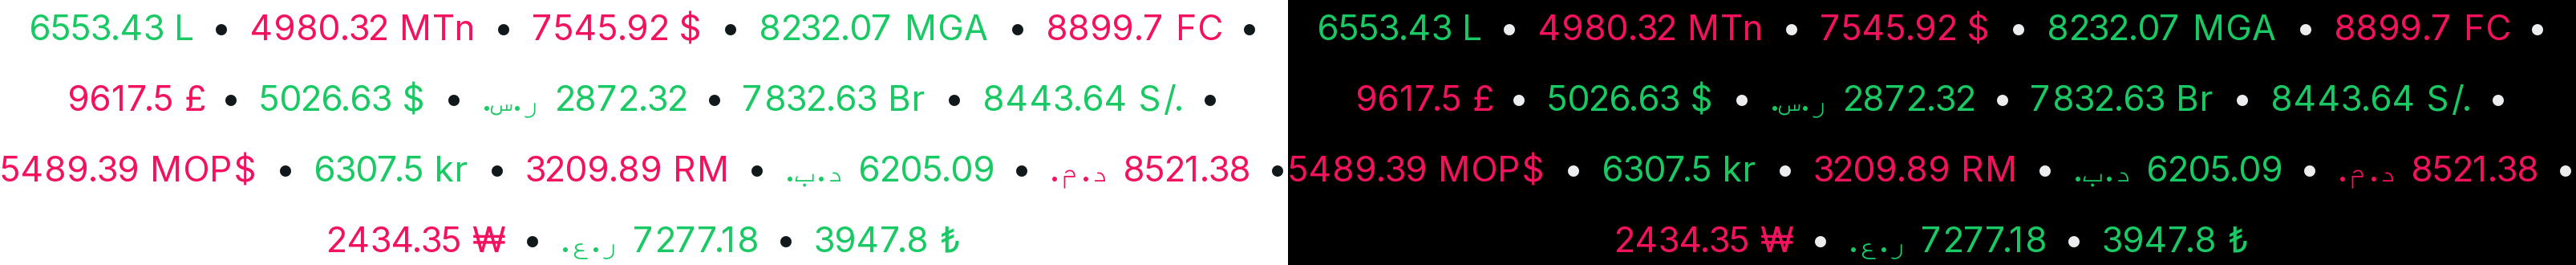 6553.43 L • 4980.32 MTn • 7545.92 $ • 8232.07 MGA • 8899.7 FC •
9617.5 £ • 5026.63 $ • 2872.32 ر.س. • 7832.63 Br • 8443.64 S/. •
5489.39 MOP$ • 6307.5 kr • 3209.89 RM • 6205.09 د.ب. • 8521.38 د.م. •
2434.35 ₩ • 7277.18 ر.ع. • 3947.8 ₺
6553.43 L • 4980.32 MTn • 7545.92 $ • 8232.07 MGA • 8899.7 FC •
9617.5 £ • 5026.63 $ • 2872.32 ر.س. • 7832.63 Br • 8443.64 S/. •
5489.39 MOP$ • 6307.5 kr • 3209.89 RM • 6205.09 د.ب. • 8521.38 د.م. •
2434.35 ₩ • 7277.18 ر.ع. • 3947.8 ₺